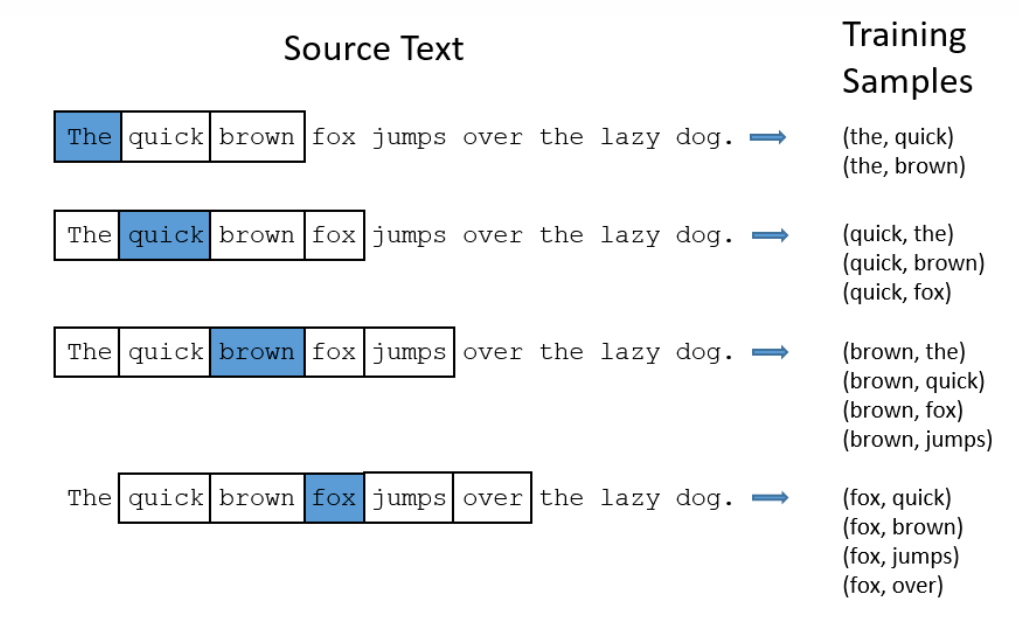 Source Text
Training
Samples
The quick brown fox jumps over the lazy dog.
(the, quick)
(the, brown)
The quick brown fox jumps over the lazy dog.
(quick, the)
(quick, brown)
(quick, fox)
The quick brown fox jumps over the lazy dog.
(brown, the)
(brown, quick)
(brown, fox)
(brown, jumps)
The quick brown fox jumps over the lazy dog.
(fox, quick)
(fox, brown)
(fox, jumps)
(fox, over)